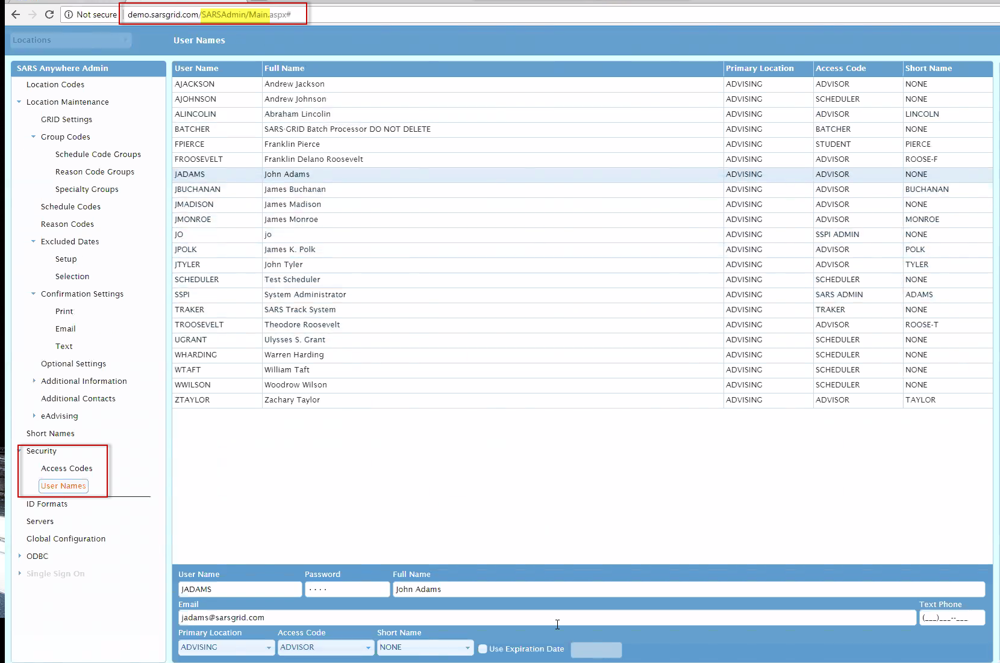 Not secure demo.sarsgrid.com/SARSAdmin/Main.aspx#
Locations
User Names
SARS Anywhere Admin
Location Codes
Location Maintenance
GRID Settings
Group Codes
Schedule Code Groups
Reason Code Groups
Specialty Groups
Schedule Codes
Reason Codes
Excluded Dates
Setup
Selection
Confirmation Settings
Print
Email
Text
Optional Settings
Additional Information
Additional Contacts
eAdvising
Short Names
Security
Access Codes
User Names
ID Formats
Servers
Global Configuration
ODBC
Single Sign On
User Name Full Name Primary Location Access Code Short Name
AJACKSON Andrew Jackson ADVISING ADVISOR NONE
AJOHNSON Andrew Johnson ADVISING SCHEDULER NONE
ALINCOLIN Abraham Lincolin ADVISING ADVISOR LINCOLN
BATCHER SARS·GRID Batch Processor DO NOT DELETE ADVISING BATCHER NONE
FPIERCE Franklin Pierce ADVISING STUDENT PIERCE
FROOSEVELT Franklin Delano Roosevelt ADVISING ADVISOR ROOSE-F
JADAMS John Adams ADVISING ADVISOR NONE
JBUCHANAN James Buchanan ADVISING ADVISOR BUCHANAN
JMADISON James Madison ADVISING ADVISOR NONE
JMONROE James Monroe ADVISING ADVISOR MONROE
JO jo ADVISING SSPI ADMIN NONE
JPOLK James K. Polk ADVISING ADVISOR POLK
JTYLER John Tyler ADVISING ADVISOR TYLER
SCHEDULER Test Scheduler ADVISING SCHEDULER NONE
SSPI System Administrator ADVISING SARS ADMIN ADAMS
TRAKER SARS Track System ADVISING TRAKER NONE
TROOSEVELT Theodore Roosevelt ADVISING ADVISOR ROOSE-T
UGRANT Ulysses S. Grant ADVISING SCHEDULER NONE
WHARDING Warren Harding ADVISING SCHEDULER NONE
WTAFT William Taft ADVISING SCHEDULER NONE
WWILSON Woodrow Wilson ADVISING SCHEDULER NONE
ZTAYLOR Zachary Taylor ADVISING ADVISOR TAYLOR
User Name Password Full Name
JADAMS ···· John Adams
Email Text Phone
jadams@sarsgrid.com (___)___--___
Primary Location Access Code Short Name
ADVISING ADVISOR NONE Use Expiration Date